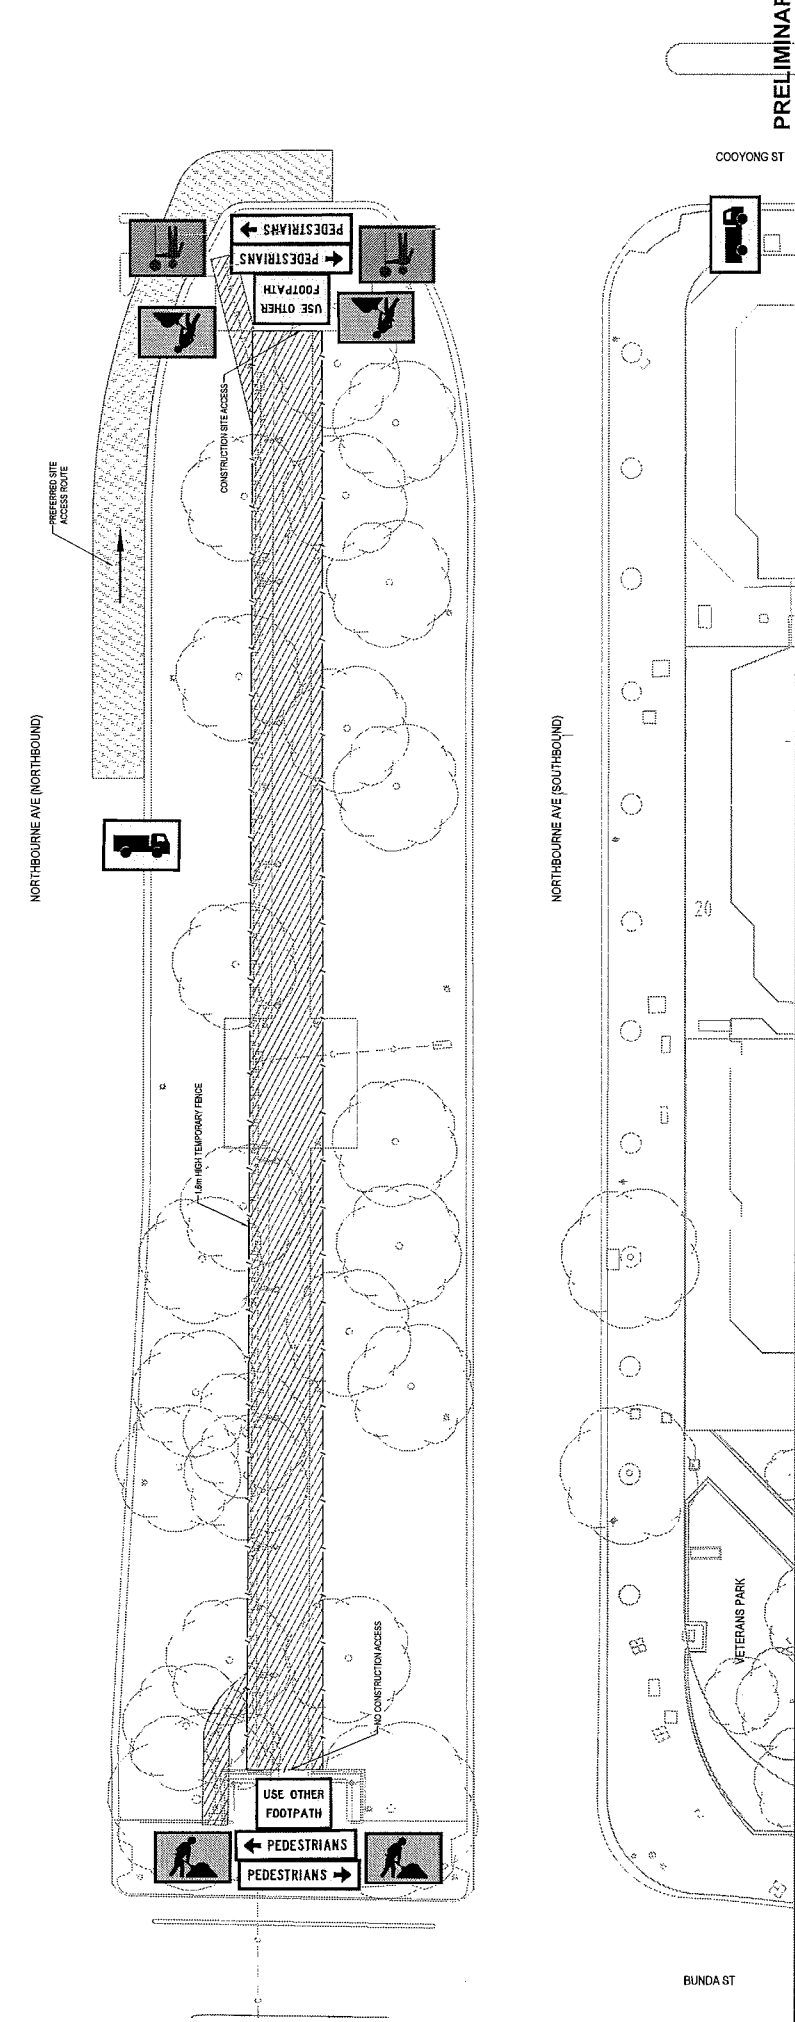 PRELIMINAR
COOYONG ST
PEDESTRIANS
PEDESTRIANS
USE OTHER
FOOTPATH
CONSTRUCTION SITE ACCESS
PREFERRED SITE
ACCESS ROUTE
NORTHBOURNE AVE (NORTHBOUND)
NORTHBOURNE AVE (SOUTHBOUND)
20
1.8m HIGH TEMPORARY FENCE
VETERANS PARK
NO CONSTRUCTION ACCESS
USE OTHER
FOOTPATH
PEDESTRIANS
PEDESTRIANS
BUNDA ST